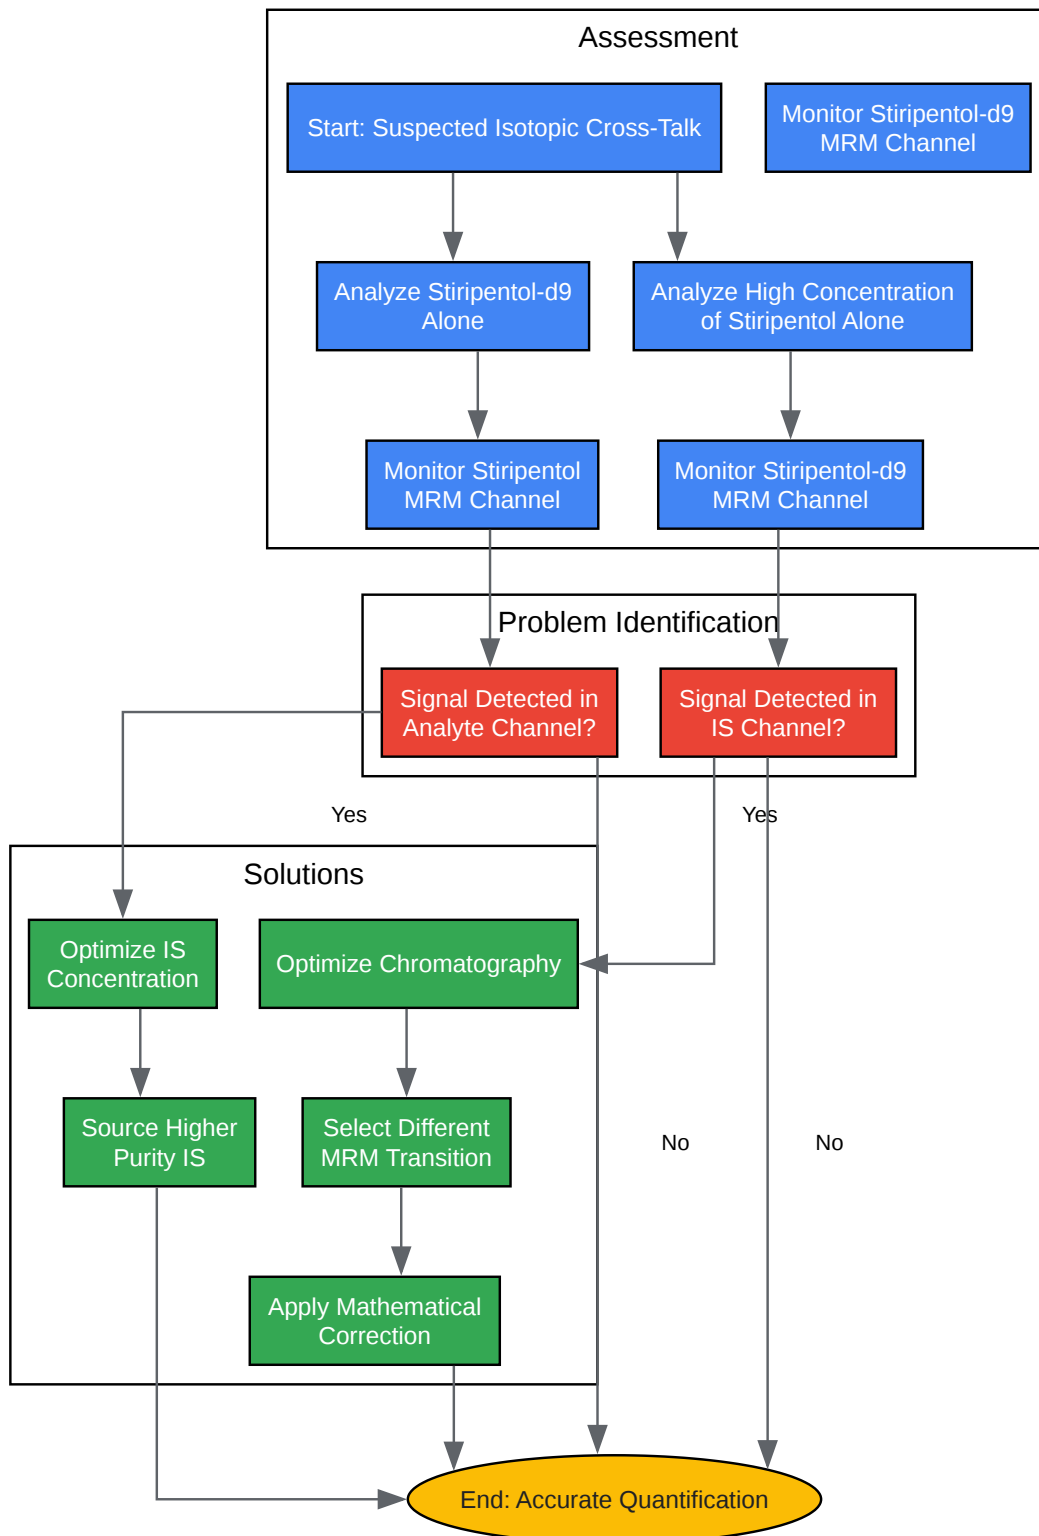 Assessment
Start: Suspected Isotopic Cross-Talk
Monitor Stiripentol-d9
MRM Channel
Analyze Stiripentol-d9
Alone
Analyze High Concentration
of Stiripentol Alone
Monitor Stiripentol
MRM Channel
Monitor Stiripentol-d9
MRM Channel
Problem Identification
Signal Detected in
Analyte Channel?
Signal Detected in
IS Channel?
Yes
Yes
Solutions
Optimize IS
Concentration
Optimize Chromatography
Source Higher
Purity IS
Select Different
MRM Transition
No
No
Apply Mathematical
Correction
End: Accurate Quantification